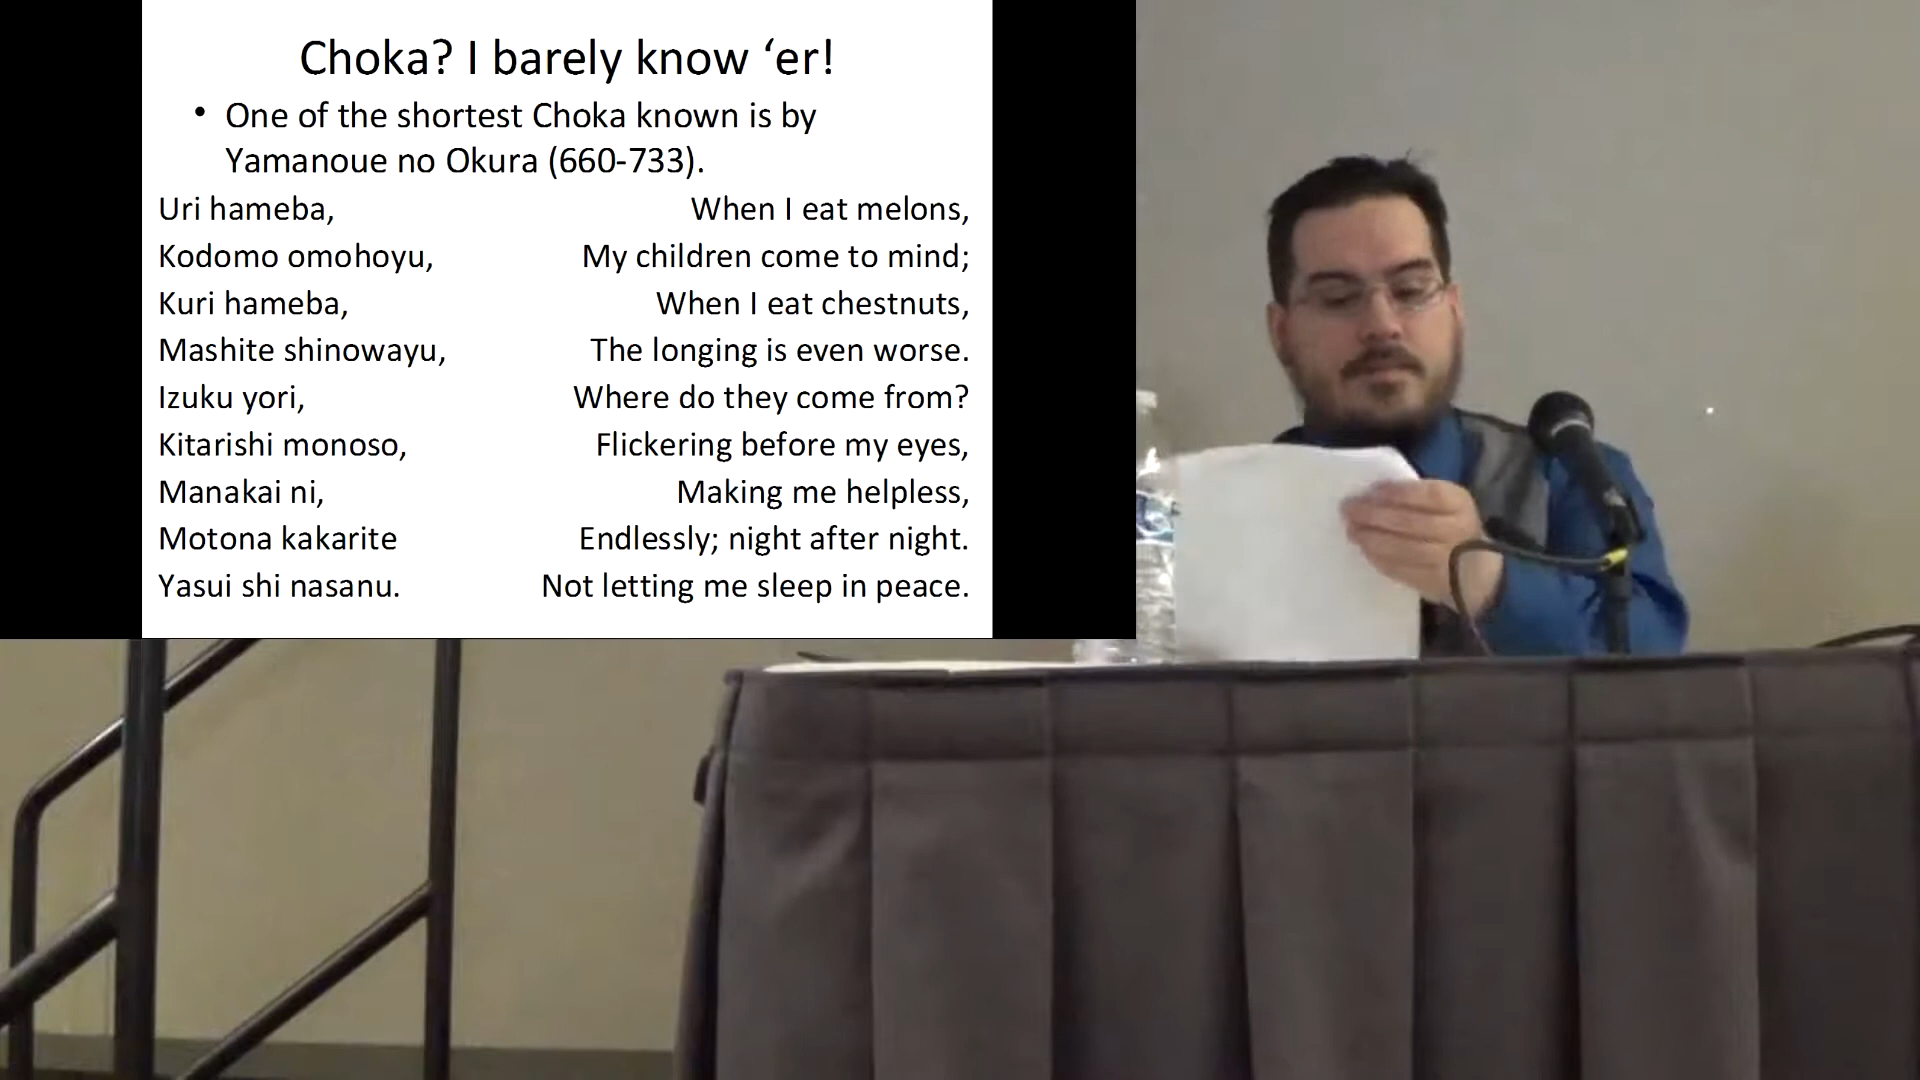 Choka? I barely know ‘er!
• One of the shortest Choka known is by
Yamanoue no Okura (660-733).
Uri hameba, When I eat melons,
Kodomo omohoyu, My children come to mind;
Kuri hameba, When I eat chestnuts,
Mashite shinowayu, The longing is even worse.
Izuku yori, Where do they come from?
Kitarishi monoso, Flickering before my eyes,
Manakai ni, Making me helpless,
Motona kakarite Endlessly; night after night.
Yasui shi nasanu. Not letting me sleep in peace.